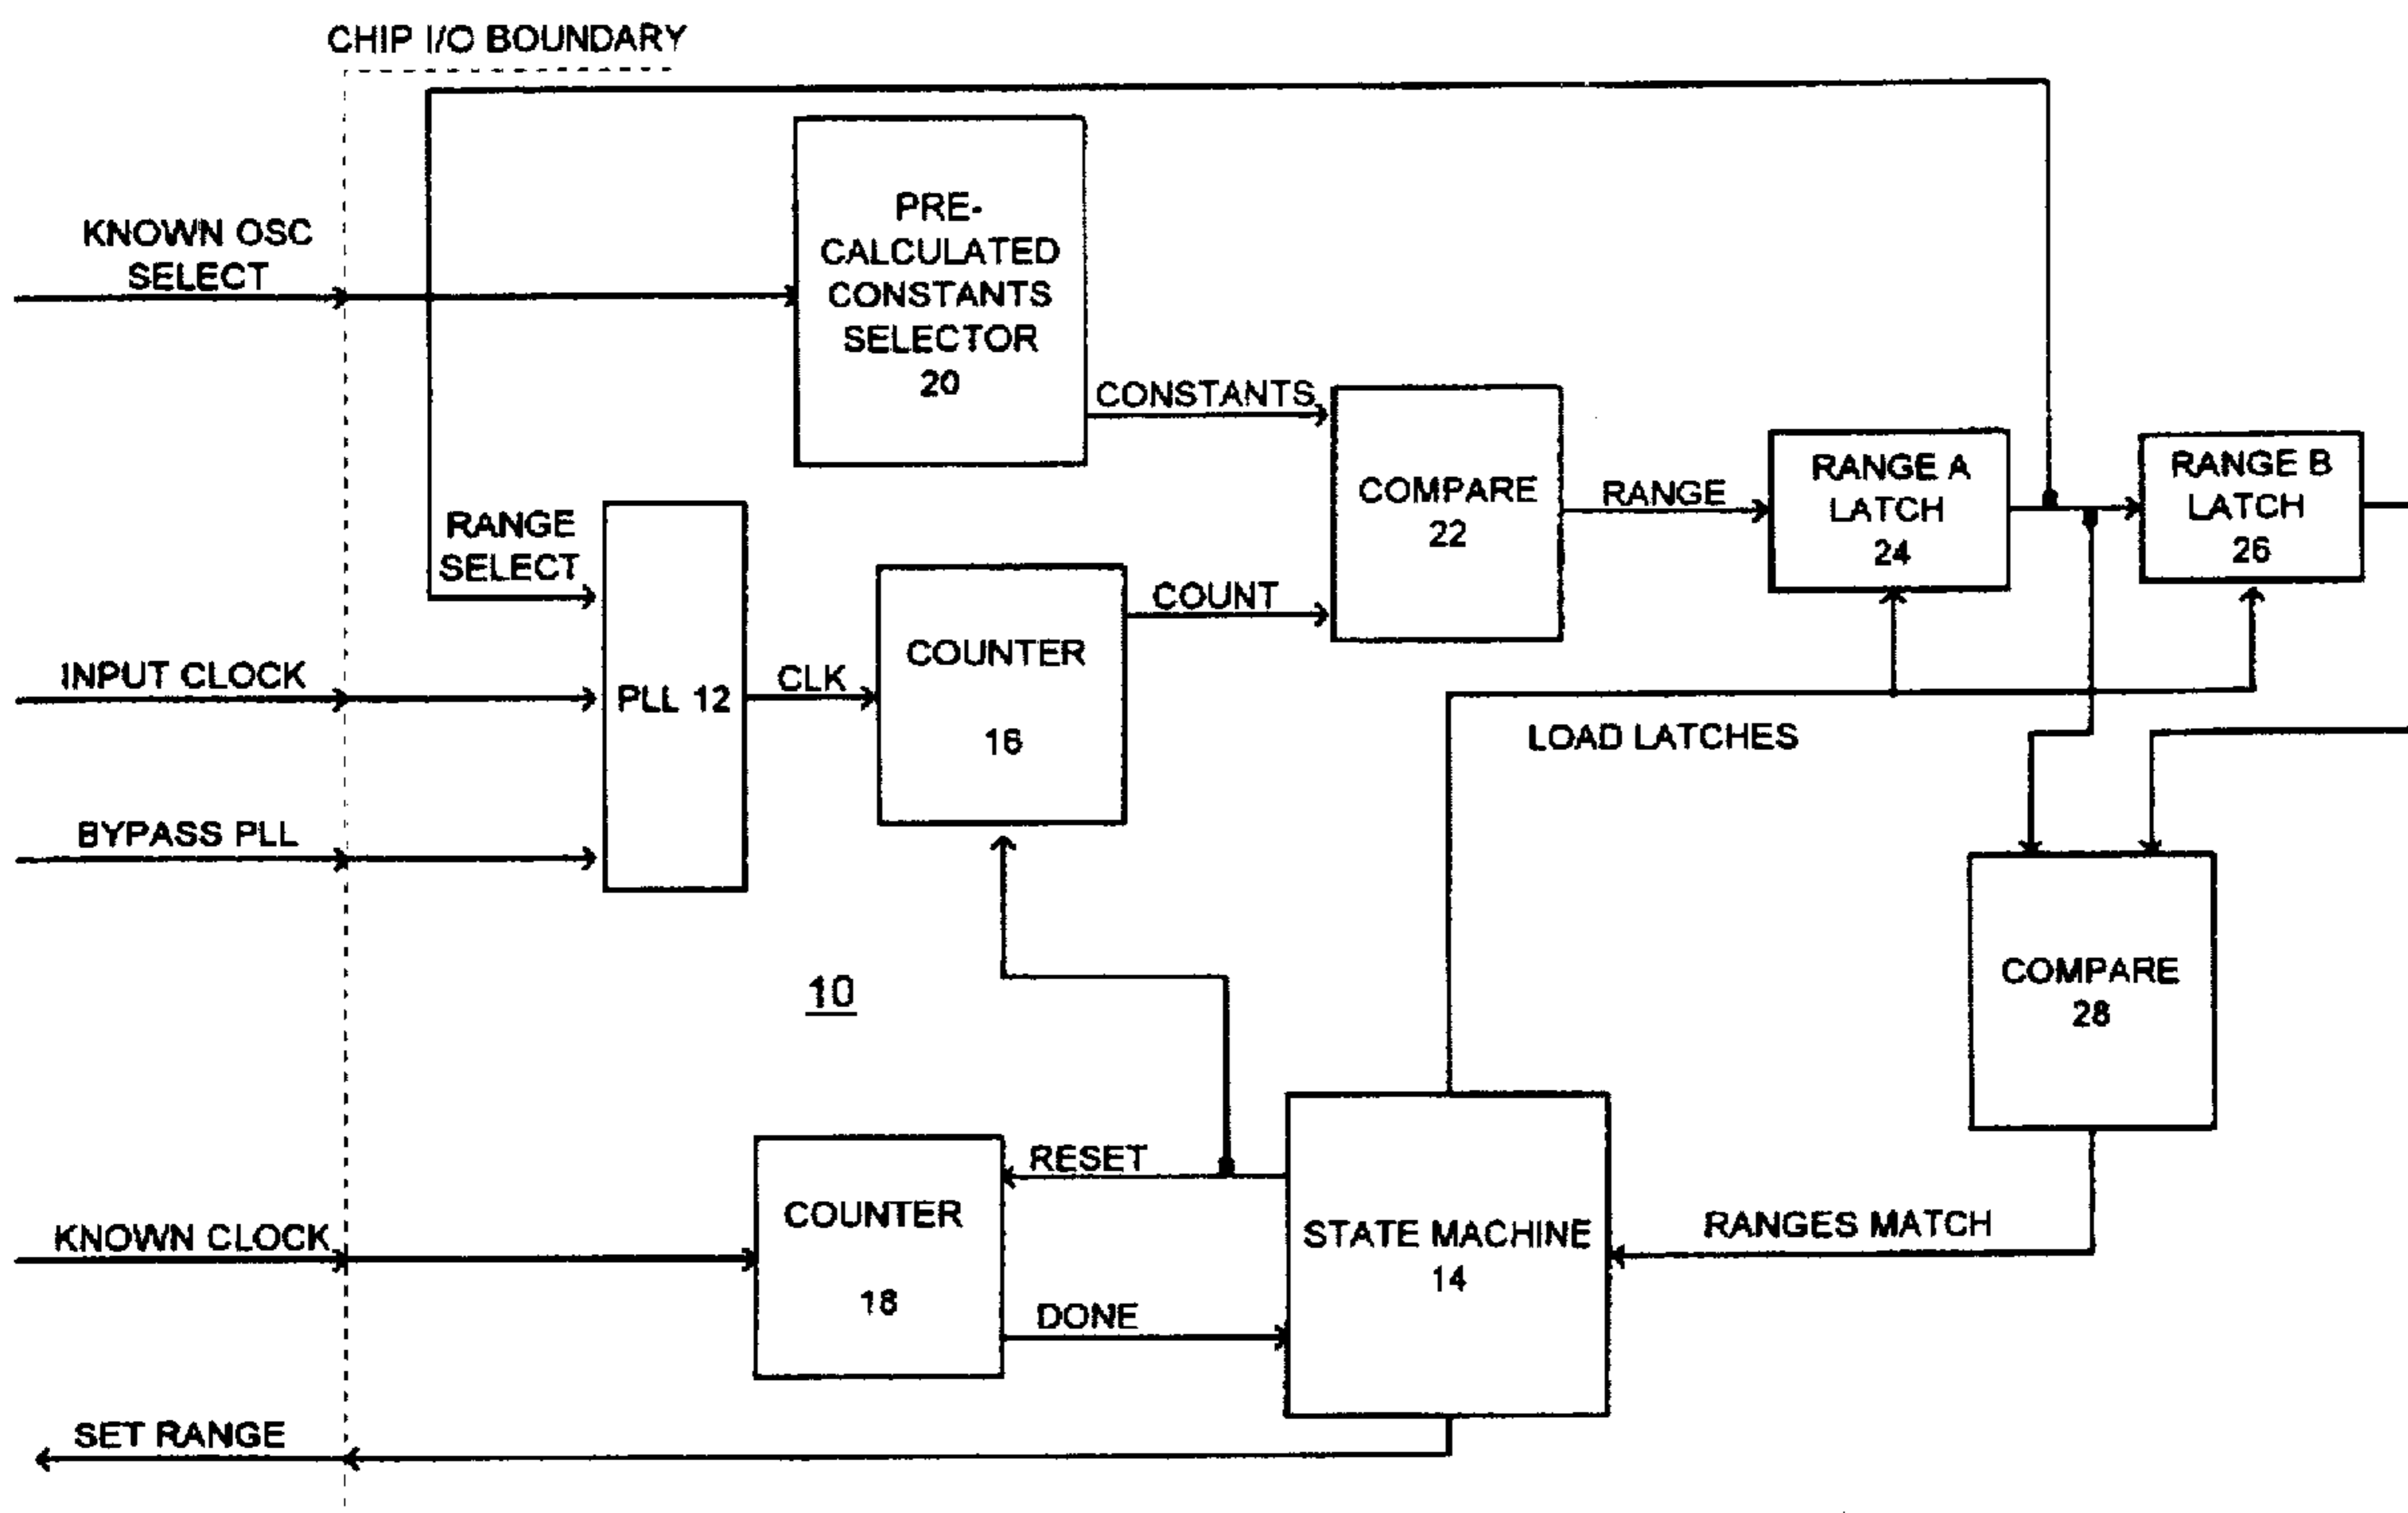 CHIP I/O BOUNDARY
KNOWN OSC
SELECT
PRE-
CALCULATED
CONSTANTS
SELECTOR
20
CONSTANTS
COMPARE
22
RANGE
RANGE A
LATCH
24
RANGE B
LATCH
26
RANGE
SELECT
INPUT CLOCK
PLL 12
CLK
COUNTER
16
COUNT
LOAD LATCHES
BYPASS PLL
COMPARE
28
10
RESET
COUNTER
18
KNOWN CLOCK
DONE
STATE MACHINE
14
RANGES MATCH
SET RANGE